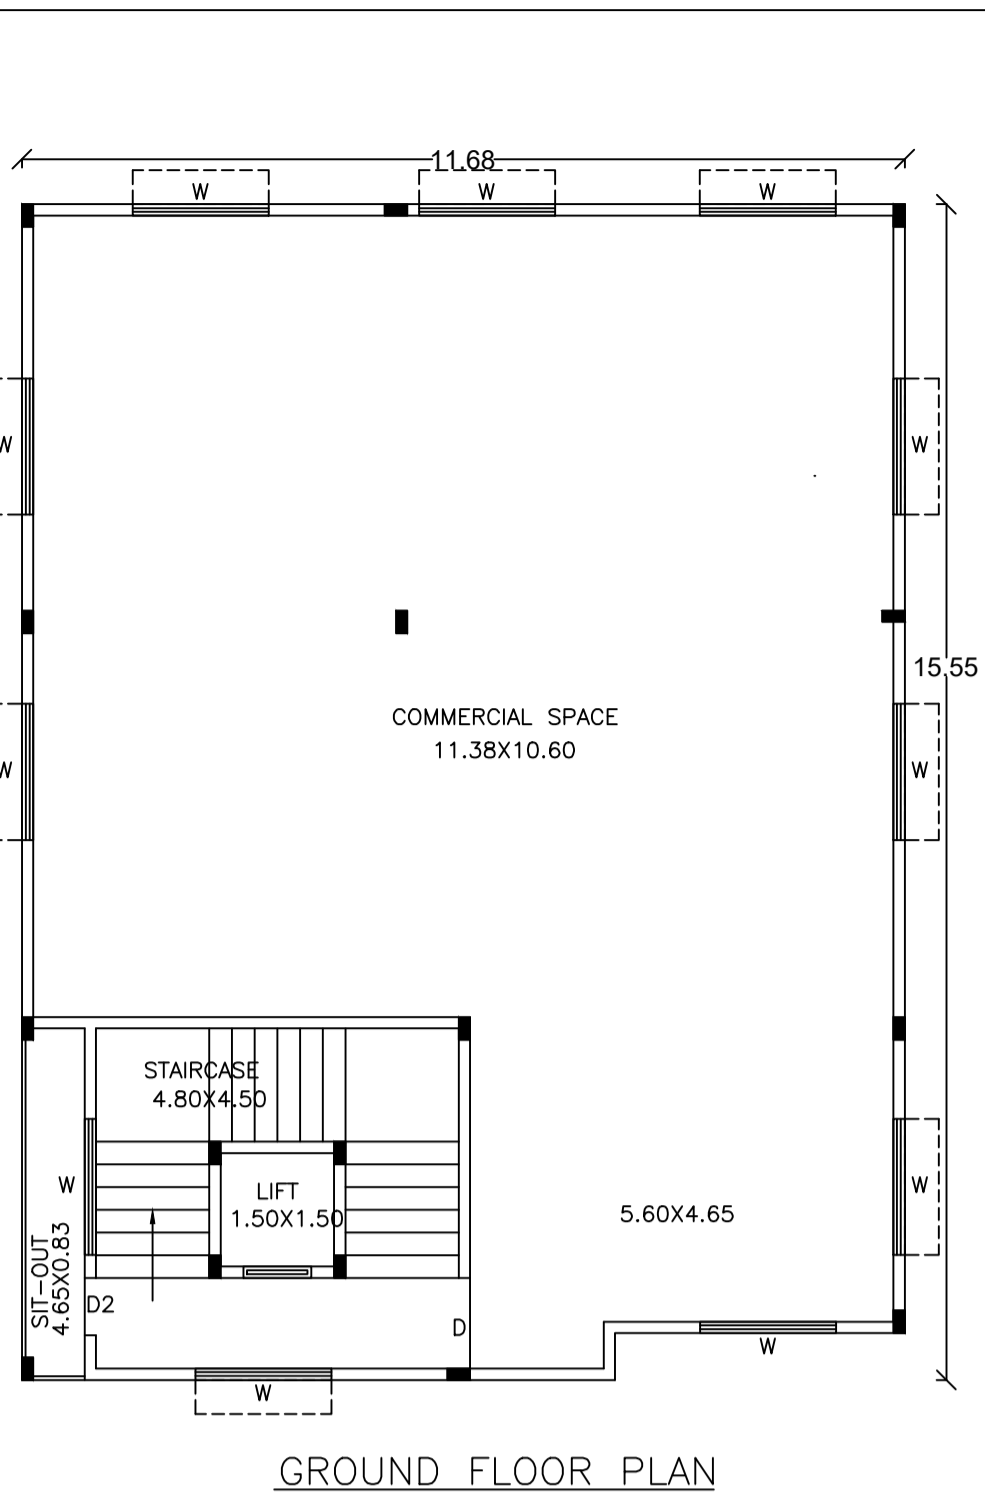 11.68
W
W
W
W
W
15.55
COMMERCIAL SPACE
11.38X10.60
W
W
STAIRCASE
4.80X4.50
W
LIFT
1.50X1.50
W
5.60X4.65
SIT-OUT
4.65X0.83
D2
D
W
W
GROUND FLOOR PLAN